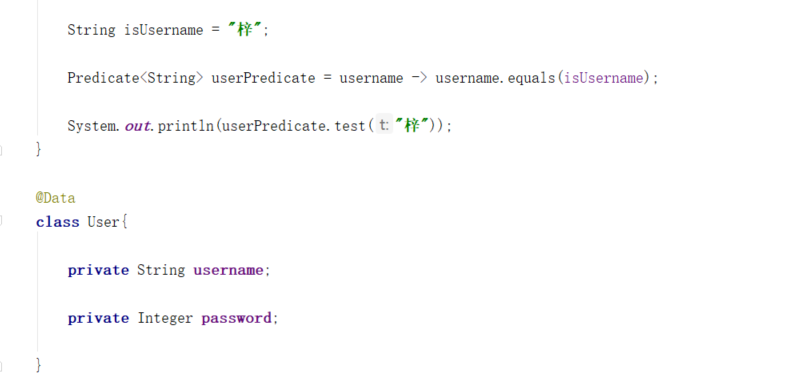 String isUsername = "梓";
Predicate<String> userPredicate = username -> username.equals(isUsername);
System.out.println(userPredicate.test( t: "梓"));
}
@Data
class User{
private String username;
private Integer password;
}